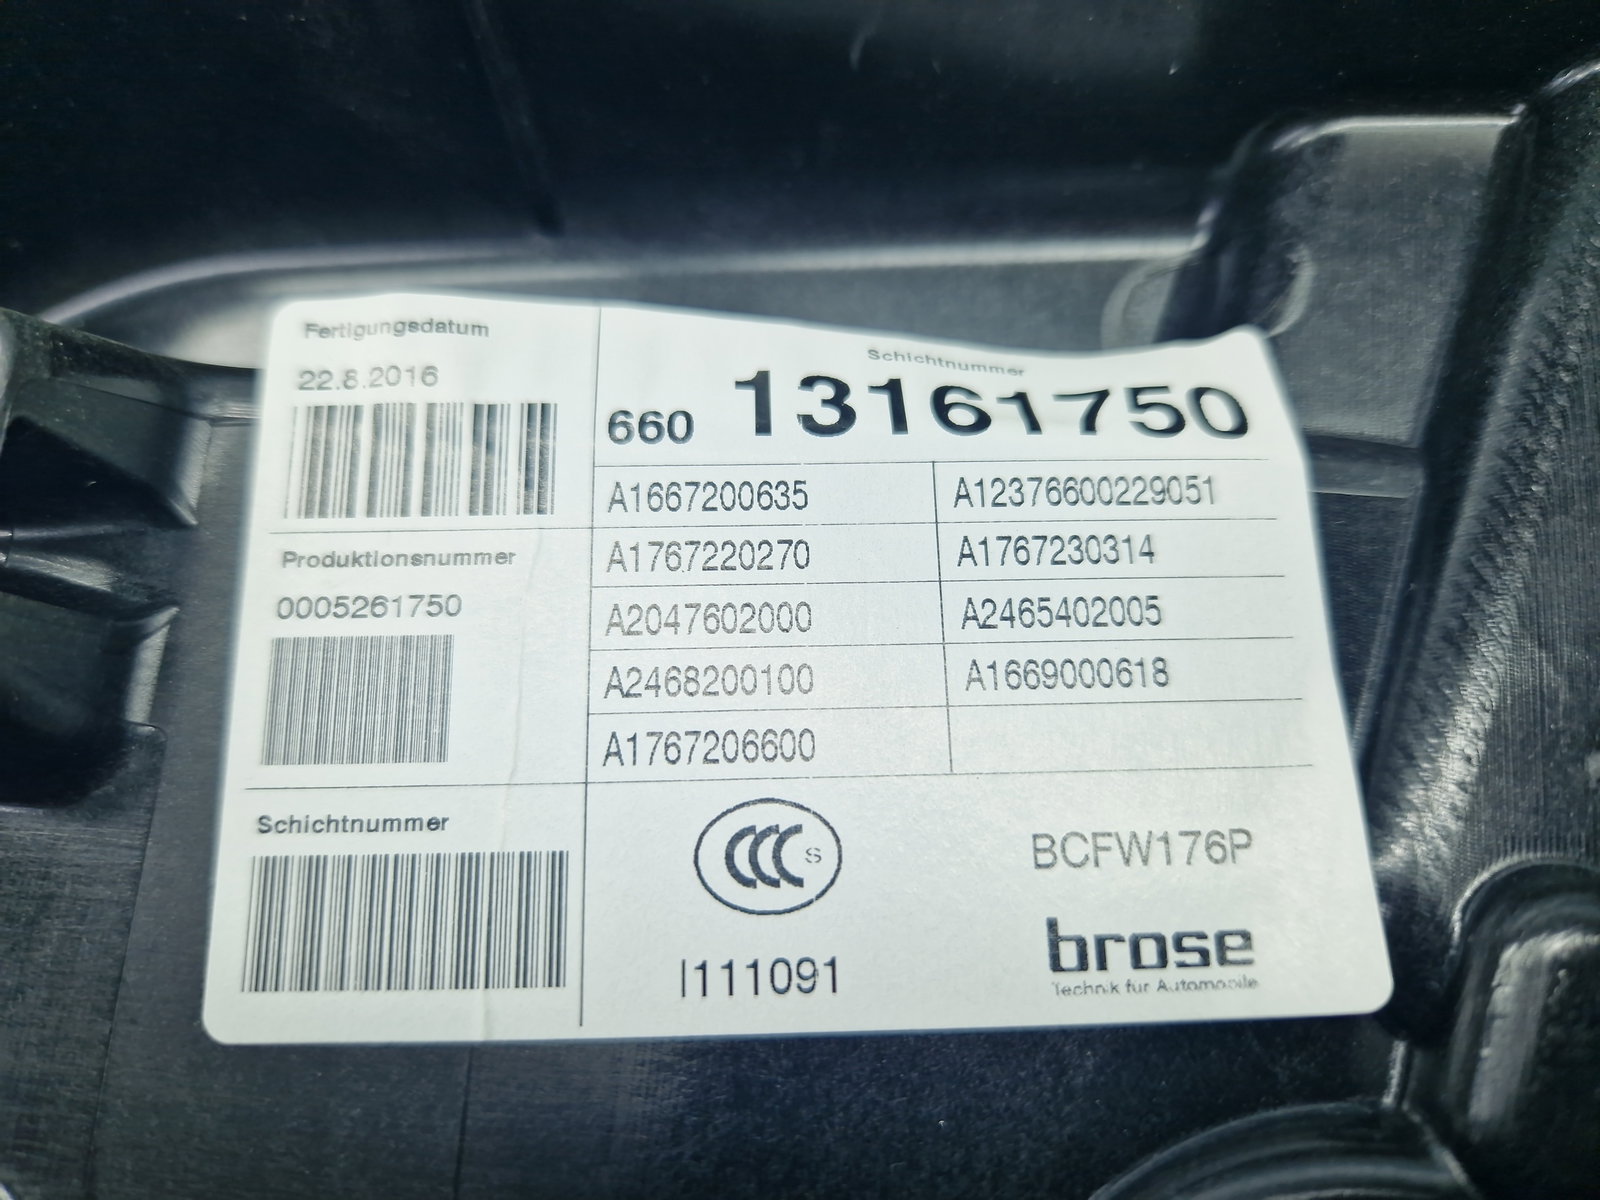 Fertigungsdatum
22.8.2016
Schichtnummer
660 13161750
A1667200635 A12376600229051
A1767220270 A1767230314
A2047602000 A2465402005
A2468200100 A1669000618
A1767206600
Produktionsnummer
0005261750
Schichtnummer
CCC S
I111091
BCFW176P
brose
Technik für Automobile